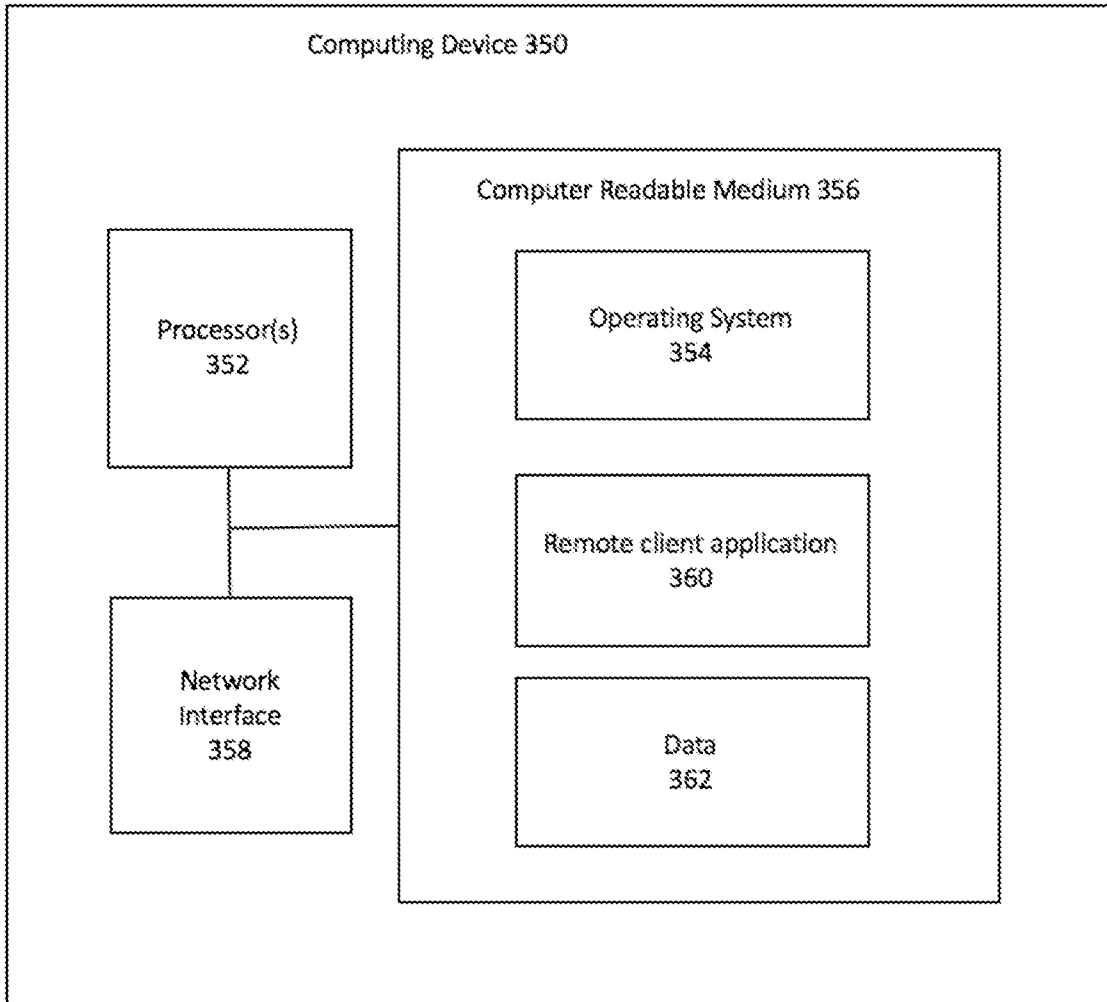 Computing Device 350
Computer Readable Medium 356
Processor(s)
352
Operating System
354
Remote client application
360
Network
Interface
358
Data
362